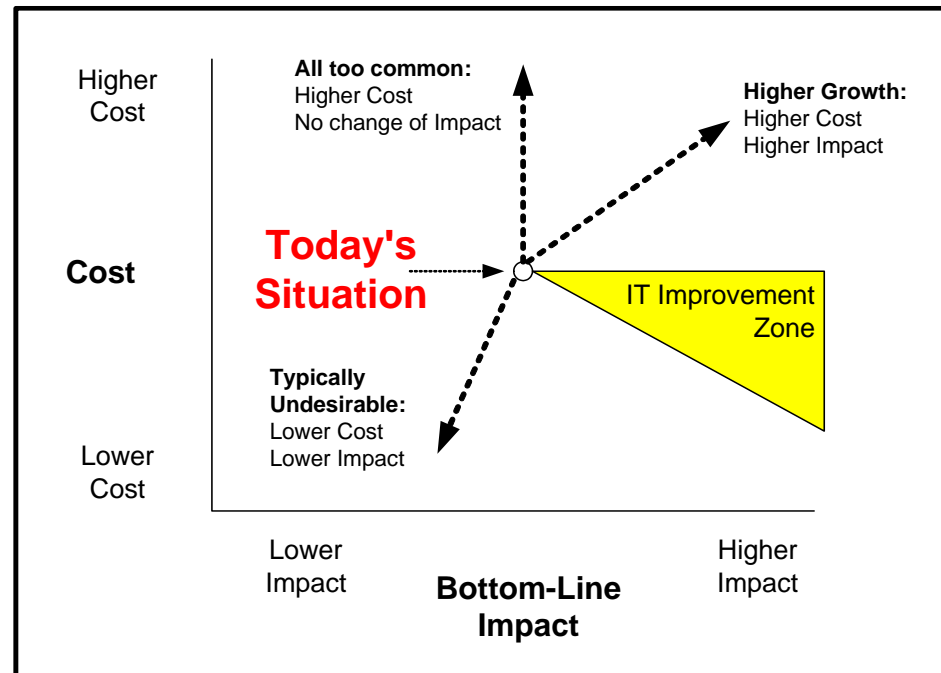 Higher
Cost
All too common:
Higher Cost
No change of Impact
Higher Growth:
Higher Cost
Higher Impact
Cost
Today's
Situation
IT Improvement
Zone
Typically
Undesirable:
Lower Cost
Lower Impact
Lower
Cost
Lower
Impact
Bottom-Line
Impact
Higher
Impact